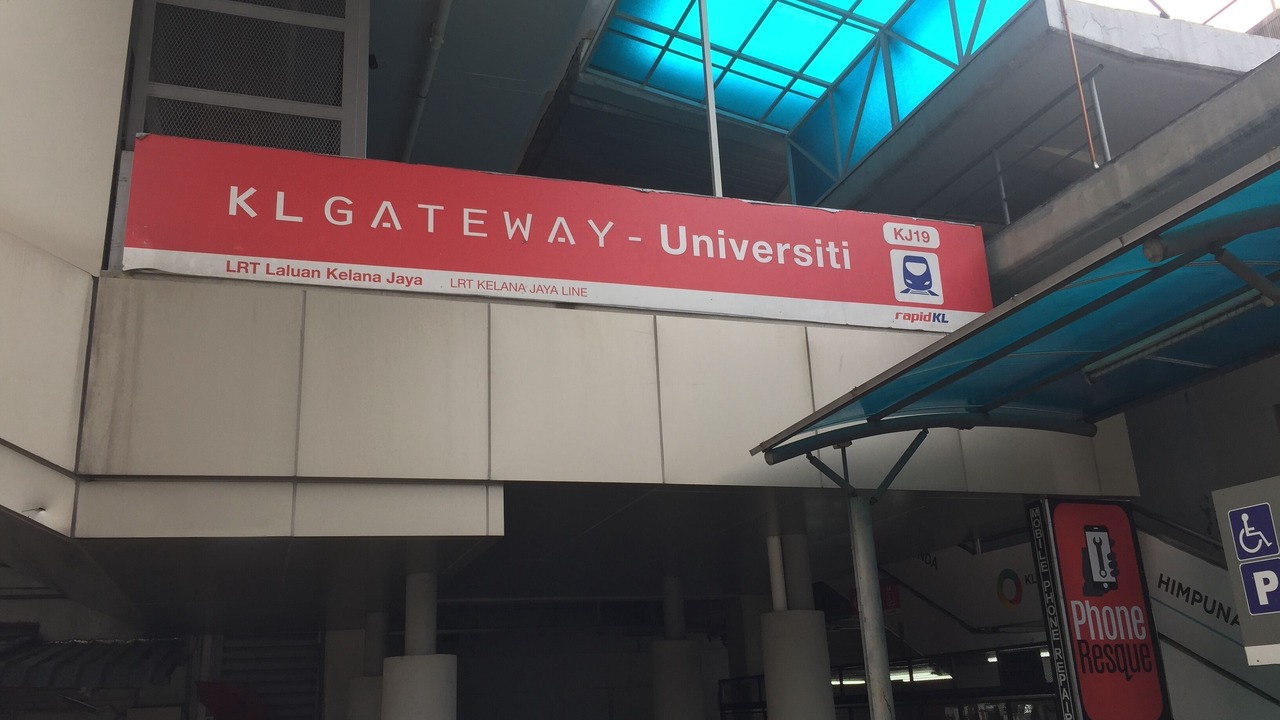 KL GATEWAY - Universiti
KJ19
LRT Laluan Kelana Jaya LRT KELANA JAYA LINE
rapidKL
MOBILE PHONE REPAIR
Phone
Resque
HIMPUNA
P
KL